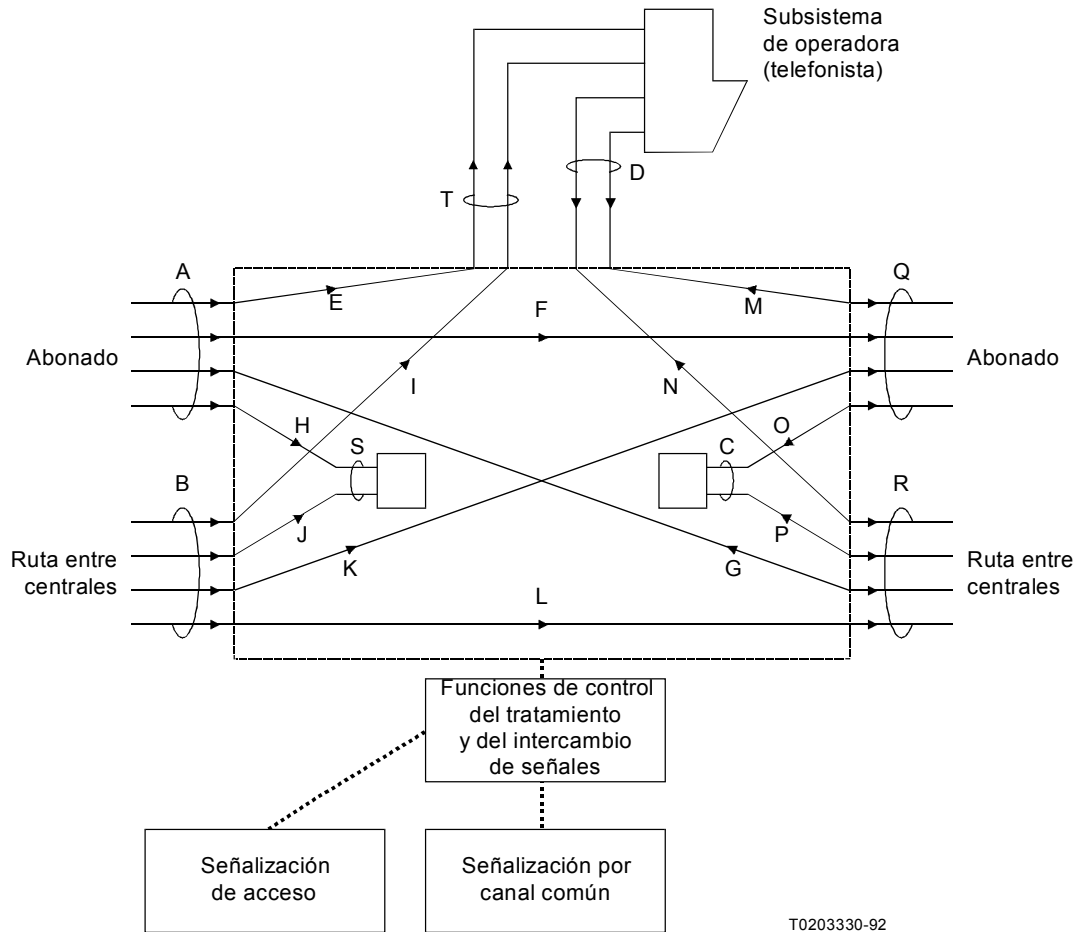 Subsistema
de operadora
(telefonista)
T
D
A
Q
E
M
F
Abonado
Abonado
I
N
H
O
S
C
B
R
J
P
Ruta entre
centrales
Ruta entre
centrales
K
G
L
Funciones de control
del tratamiento
y del intercambio
de señales
Señalización
de acceso
Señalización por
canal común
T0203330-92